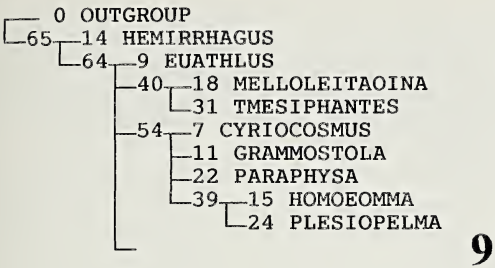 0 OUTGROUP
65 14 HEMIRRHAGUS
64 9 EUATHLUS
40 18 MELLOLEITAOINA
31 TMESIPHANTES
54 7 CYRIOCOSMUS
11 GRAMMOSTOLA
22 PARAPHYSA
39 15 HOMOEOMMA
24 PLESIOPELMA
9